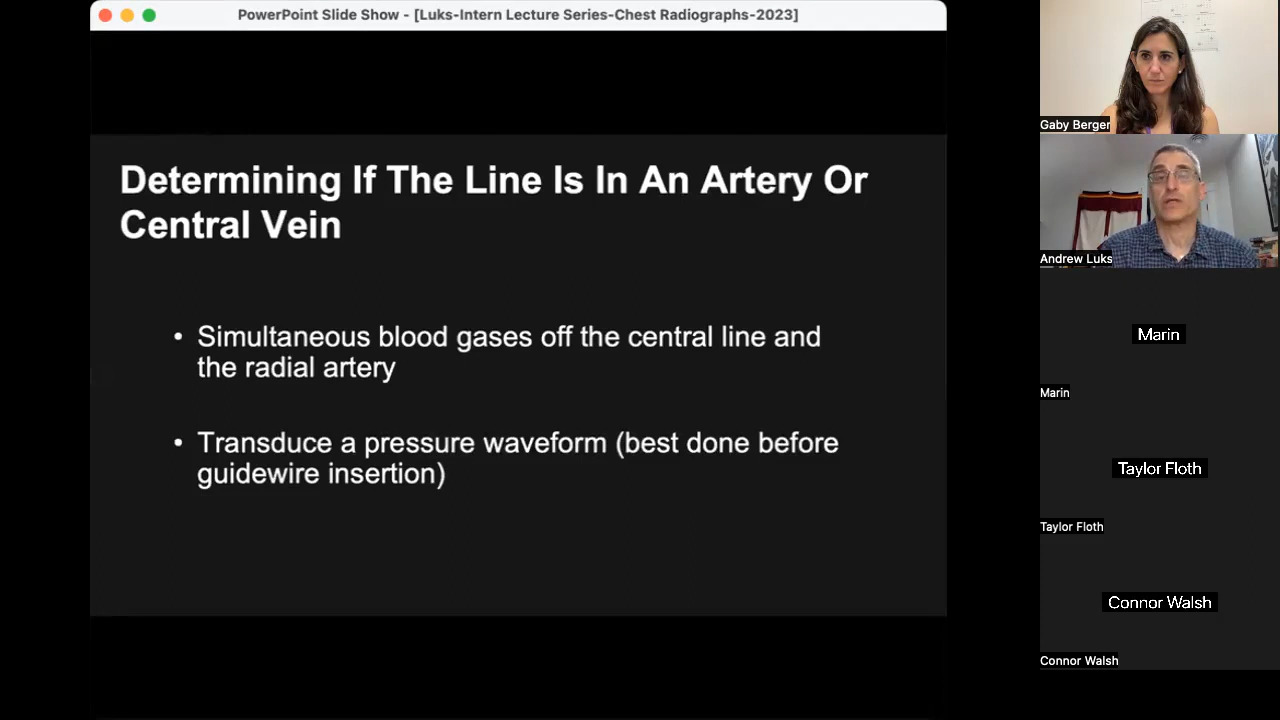 PowerPoint Slide Show - [Luks-Intern Lecture Series-Chest Radiographs-2023]
Determining If The Line Is In An Artery Or
Central Vein
• Simultaneous blood gases off the central line and
the radial artery
• Transduce a pressure waveform (best done before
guidewire insertion)
Gaby Berger
Andrew Luks
Marin
Marin
Taylor Floth
Taylor Floth
Connor Walsh
Connor Walsh